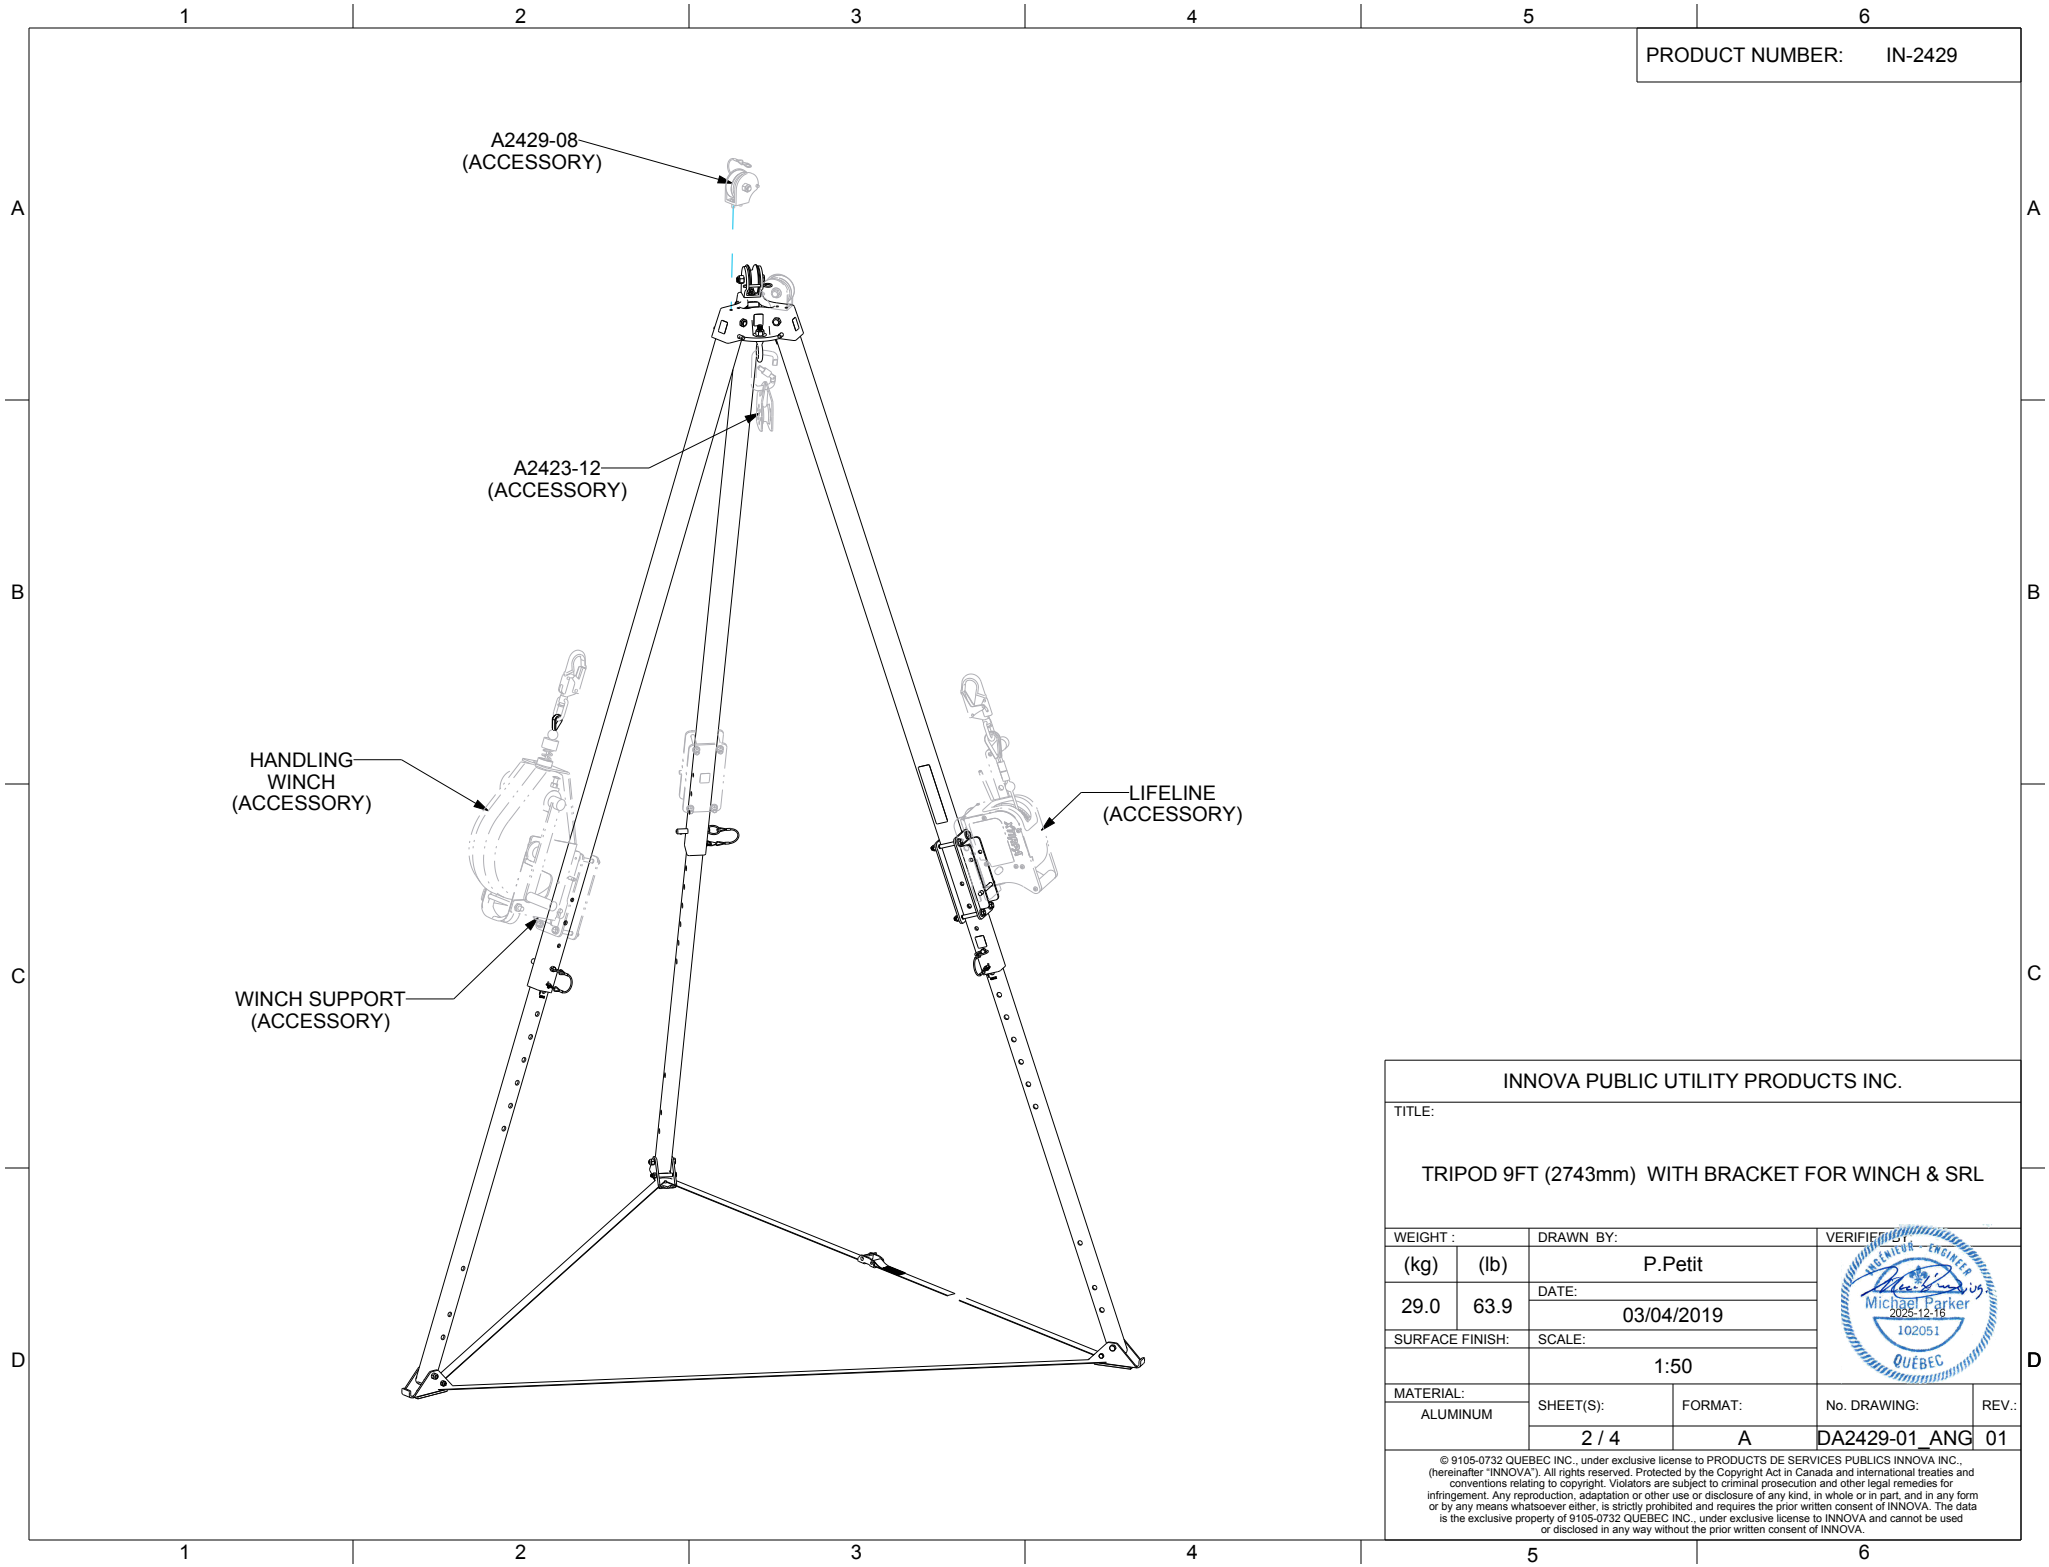 1 2 3 4 5 6
PRODUCT NUMBER: IN-2429
A2429-08
(ACCESSORY)
A A
A2423-12
(ACCESSORY)
B B
HANDLING
WINCH
(ACCESSORY)
LIFELINE
(ACCESSORY)
C C
WINCH SUPPORT
(ACCESSORY)
INNOVA PUBLIC UTILITY PRODUCTS INC.
TITLE:
TRIPOD 9FT (2743mm) WITH BRACKET FOR WINCH & SRL
WEIGHT : DRAWN BY: VERIFIED BY:
(kg) (lb) P.Petit
29.0 63.9 DATE:
03/04/2019
INGÉNIEUR - ENGINEER
Michael Parker
2025-12-16
102051
QUÉBEC
SURFACE FINISH: SCALE:
1:50
D D
MATERIAL: SHEET(S): FORMAT: No. DRAWING: REV.:
ALUMINUM
2 / 4 A DA2429-01_ANG 01
© 9105-0732 QUEBEC INC., under exclusive license to PRODUCTS DE SERVICES PUBLICS INNOVA INC.,
(hereinafter “INNOVA”). All rights reserved. Protected by the Copyright Act in Canada and international treaties and
conventions relating to copyright. Violators are subject to criminal prosecution and other legal remedies for
infringement. Any reproduction, adaptation or other use or disclosure of any kind, in whole or in part, and in any form
or by any means whatsoever either, is strictly prohibited and requires the prior written consent of INNOVA. The data
is the exclusive property of 9105-0732 QUEBEC INC., under exclusive license to INNOVA and cannot be used
or disclosed in any way without the prior written consent of INNOVA.
1 2 3 4 5 6